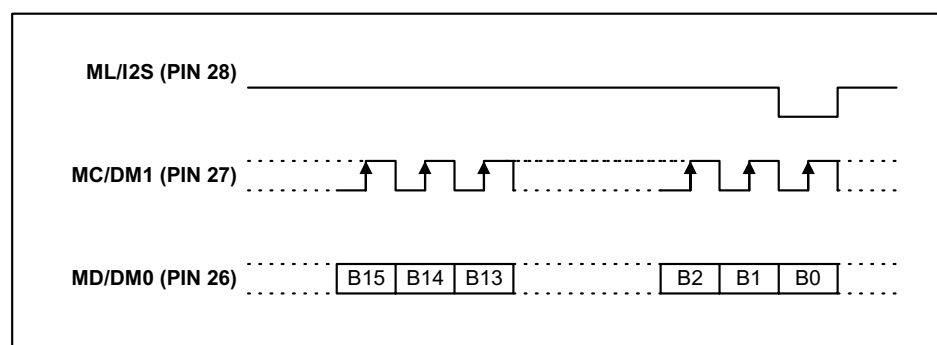 ML/I2S (PIN 28)
MC/DM1 (PIN 27)
MD/DM0 (PIN 26) B15 B14 B13 B2 B1 B0